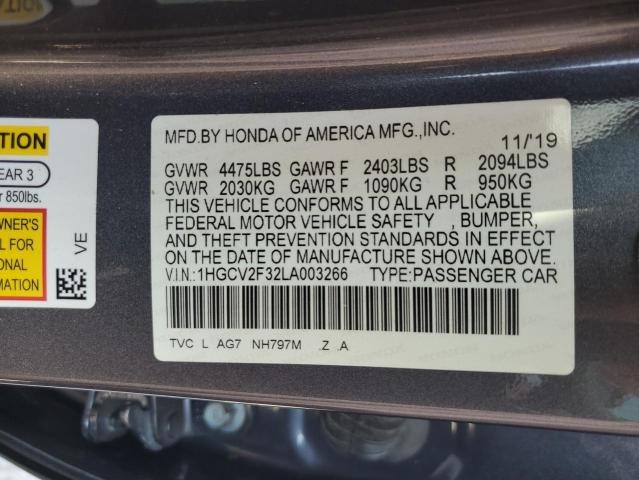 MFD.BY HONDA OF AMERICA MFG.,INC.
11/'19
GVWR 4475LBS GAWR F 2403LBS R 2094LBS
GVWR 2030KG GAWR F 1090KG R 950KG
THIS VEHICLE CONFORMS TO ALL APPLICABLE
FEDERAL MOTOR VEHICLE SAFETY , BUMPER,
AND THEFT PREVENTION STANDARDS IN EFFECT
ON THE DATE OF MANUFACTURE SHOWN ABOVE.
V.I.N.:1HGCV2F32LA003266 TYPE:PASSENGER CAR
TVC L AG7 NH797M .Z .A
TION
EAR 3
r 850lbs.
WNER'S
L FOR
ONAL
RMATION
VE